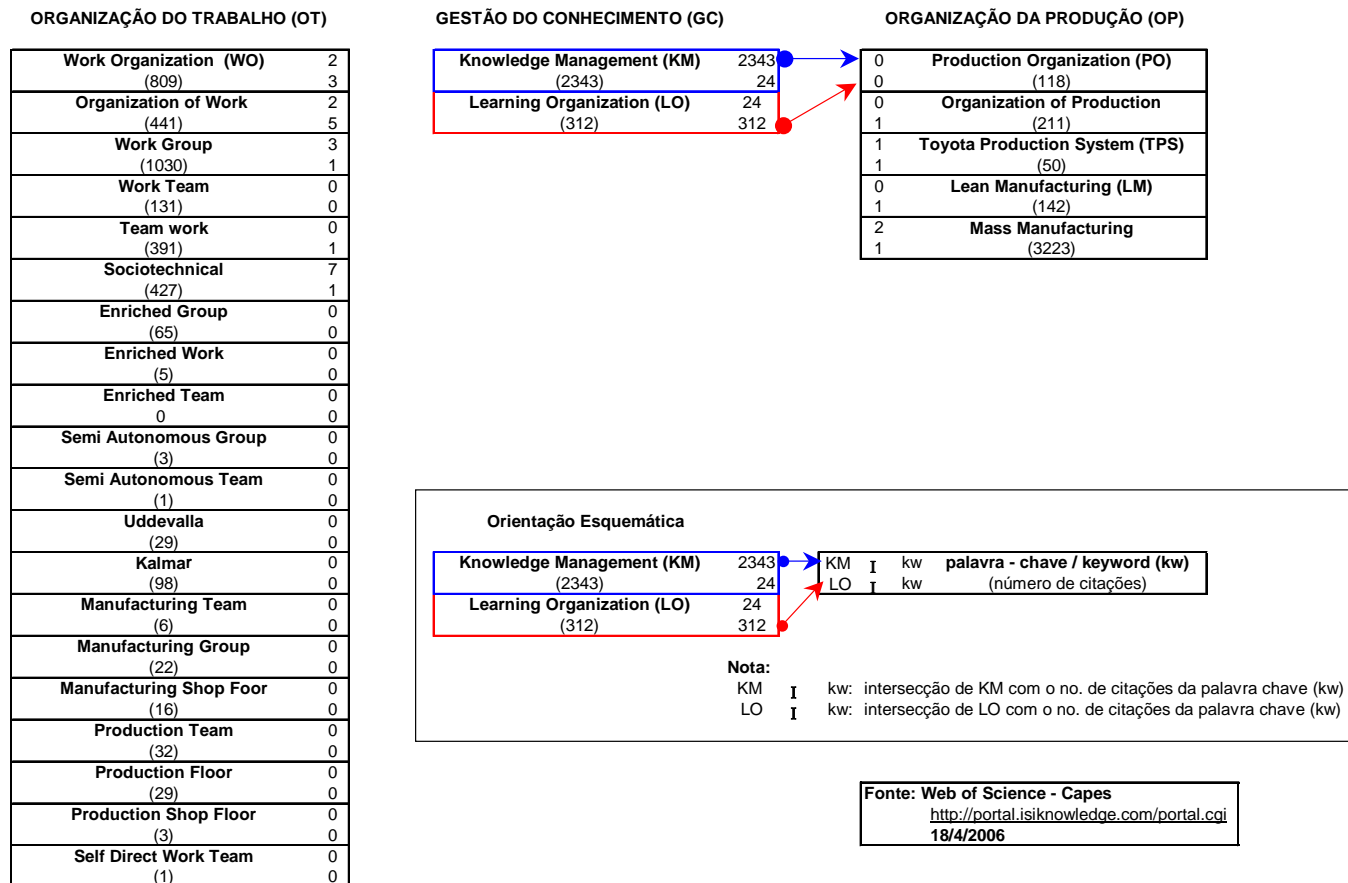 ORGANIZAÇÃO DO TRABALHO (OT)
Work Organization (WO) 2
(809) 3
Organization of Work 2
(441) 5
Work Group 3
(1030) 1
Work Team 0
(131) 0
Team work 0
(391) 1
Sociotechnical 7
(427) 1
Enriched Group 0
(65) 0
Enriched Work 0
(5) 0
Enriched Team 0
0 0
Semi Autonomous Group 0
(3) 0
Semi Autonomous Team 0
(1) 0
Uddevalla 0
(29) 0
Kalmar 0
(98) 0
Manufacturing Team 0
(6) 0
Manufacturing Group 0
(22) 0
Manufacturing Shop Foor 0
(16) 0
Production Team 0
(32) 0
Production Floor 0
(29) 0
Production Shop Floor 0
(3) 0
Self Direct Work Team 0
(1) 0
GESTÃO DO CONHECIMENTO (GC)
Knowledge Management (KM) 2343
(2343) 24
Learning Organization (LO) 24
(312) 312
ORGANIZAÇÃO DA PRODUÇÃO (OP)
0 Production Organization (PO)
0 (118)
0 Organization of Production
1 (211)
1 Toyota Production System (TPS)
1 (50)
0 Lean Manufacturing (LM)
1 (142)
2 Mass Manufacturing
1 (3223)
Orientação Esquemática
Knowledge Management (KM) 2343
(2343) 24
Learning Organization (LO) 24
(312) 312
KM I kw palavra - chave / keyword (kw)
LO I kw (número de citações)
Nota:
KM I kw: intersecção de KM com o no. de citações da palavra chave (kw)
LO I kw: intersecção de LO com o no. de citações da palavra chave (kw)
Fonte: Web of Science - Capes
http://portal.isiknowledge.com/portal.cgi
18/4/2006